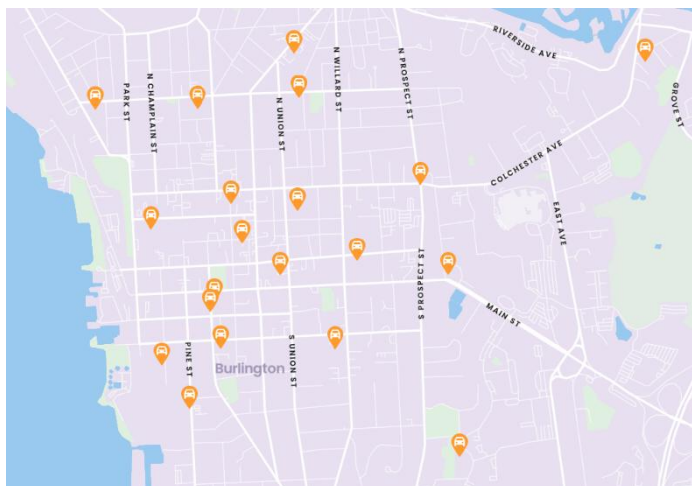 RIVERSIDE AVE
N PROSPECT ST
N WILLARD ST
N CHAMPLAIN ST
PARK ST
N UNION ST
GROVE ST
COLCHESTER AVE
EAST AVE
S PROSPECT ST
MAIN ST
PINE ST
S UNION ST
Burlington